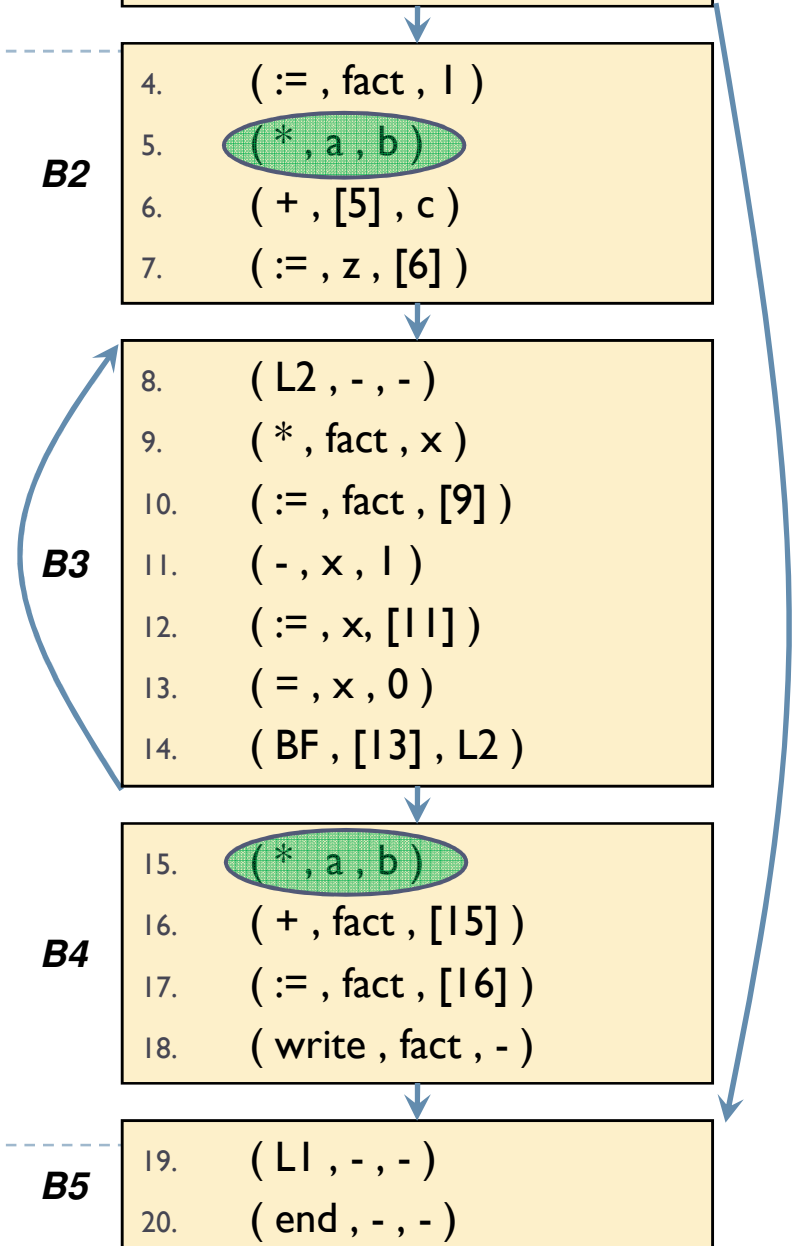 B2
4. ( := , fact , 1 )
5. ( * , a , b )
6. ( + , [5] , c )
7. ( := , z , [6] )
B3
8. ( L2 , - , - )
9. ( * , fact , x )
10. ( := , fact , [9] )
11. ( - , x , 1 )
12. ( := , x, [11] )
13. ( = , x , 0 )
14. ( BF , [13] , L2 )
B4
15. ( * , a , b )
16. ( + , fact , [15] )
17. ( := , fact , [16] )
18. ( write , fact , - )
B5
19. ( L1 , - , - )
20. ( end , - , - )